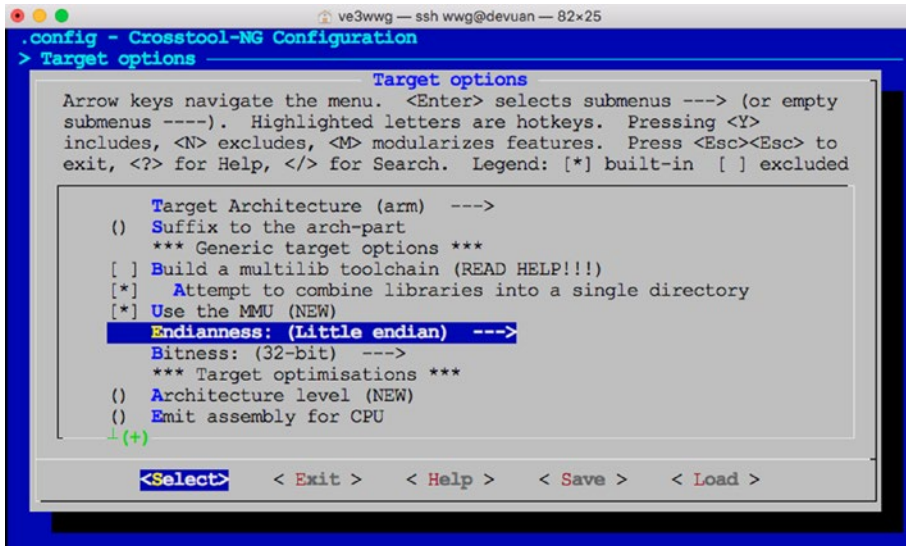 ve3wwg — ssh wwg@devuan — 82×25
.config - Crosstool-NG Configuration
> Target options
Target options
Arrow keys navigate the menu.  <Enter> selects submenus ---> (or empty
submenus ----).  Highlighted letters are hotkeys.  Pressing <Y>
includes, <N> excludes, <M> modularizes features.  Press <Esc><Esc> to
exit, <?> for Help, </> for Search.  Legend: [*] built-in  [ ] excluded
Target Architecture (arm)  --->
()  Suffix to the arch-part
*** Generic target options ***
[ ] Build a multilib toolchain (READ HELP!!!)
[*]   Attempt to combine libraries into a single directory
[*] Use the MMU (NEW)
Endianness: (Little endian)  --->
Bitness: (32-bit)  --->
*** Target optimisations ***
()  Architecture level (NEW)
()  Emit assembly for CPU
┴(+)
<Select>    < Exit >    < Help >    < Save >    < Load >